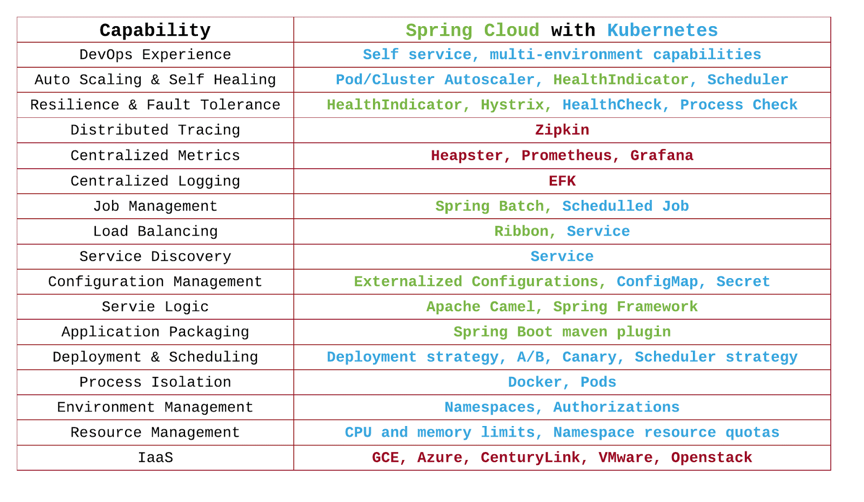 Capability Spring Cloud with Kubernetes
DevOps Experience Self service, multi-environment capabilities
Auto Scaling & Self Healing Pod/Cluster Autoscaler, HealthIndicator, Scheduler
Resilience & Fault Tolerance HealthIndicator, Hystrix, HealthCheck, Process Check
Distributed Tracing Zipkin
Centralized Metrics Heapster, Prometheus, Grafana
Centralized Logging EFK
Job Management Spring Batch, Schedulled Job
Load Balancing Ribbon, Service
Service Discovery Service
Configuration Management Externalized Configurations, ConfigMap, Secret
Servie Logic Apache Camel, Spring Framework
Application Packaging Spring Boot maven plugin
Deployment & Scheduling Deployment strategy, A/B, Canary, Scheduler strategy
Process Isolation Docker, Pods
Environment Management Namespaces, Authorizations
Resource Management CPU and memory limits, Namespace resource quotas
IaaS GCE, Azure, CenturyLink, VMware, Openstack